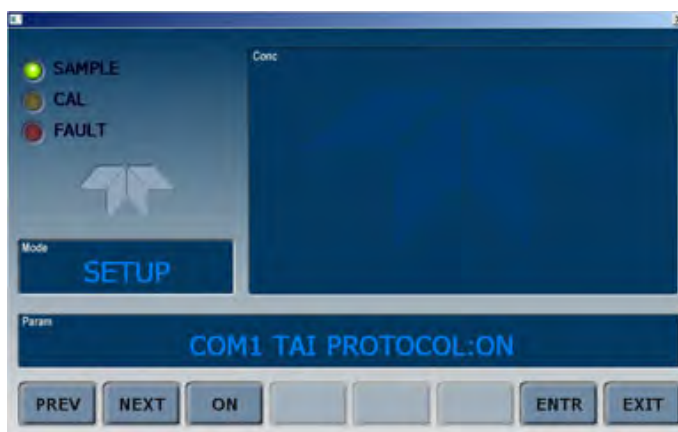 SAMPLE
CAL
FAULT
Conc
Mode
SETUP
Param
COM1 TAI PROTOCOL:ON
PREV NEXT ON ENTR EXIT